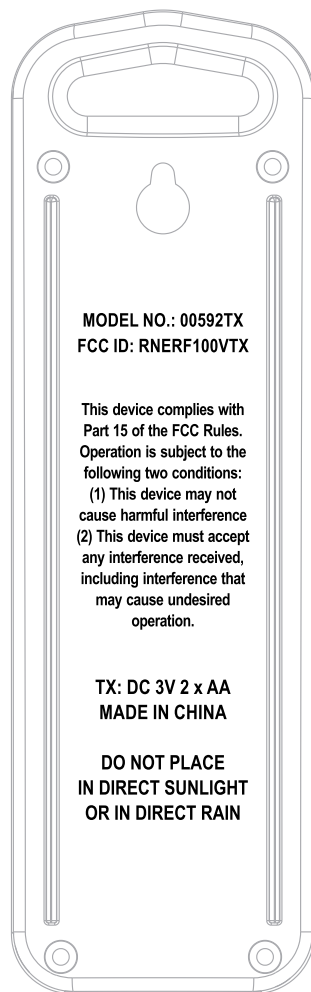 MODEL NO.: 00592TX
FCC ID: RNERF100VTX
This device complies with
Part 15 of the FCC Rules.
Operation is subject to the
following two conditions:
(1) This device may not
cause harmful interference
(2) This device must accept
any interference received,
including interference that
may cause undesired
operation.
TX: DC 3V 2 x AA
MADE IN CHINA
DO NOT PLACE
IN DIRECT SUNLIGHT
OR IN DIRECT RAIN